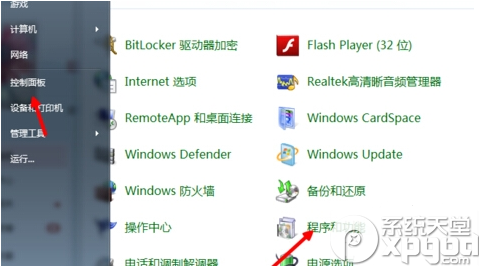 游戏
计算机
网络
控制面板
设备和打印机
管理工具
运行...
BitLocker 驱动器加密
Flash Player (32 位)
Internet 选项
Realtek高清晰音频管理器
RemoteApp 和桌面连接
Windows CardSpace
Windows Defender
Windows Update
Windows 防火墙
备份和还原
操作中心
程序和功能
电话和调制解调器
电源选项
系统天堂
xpgod.com